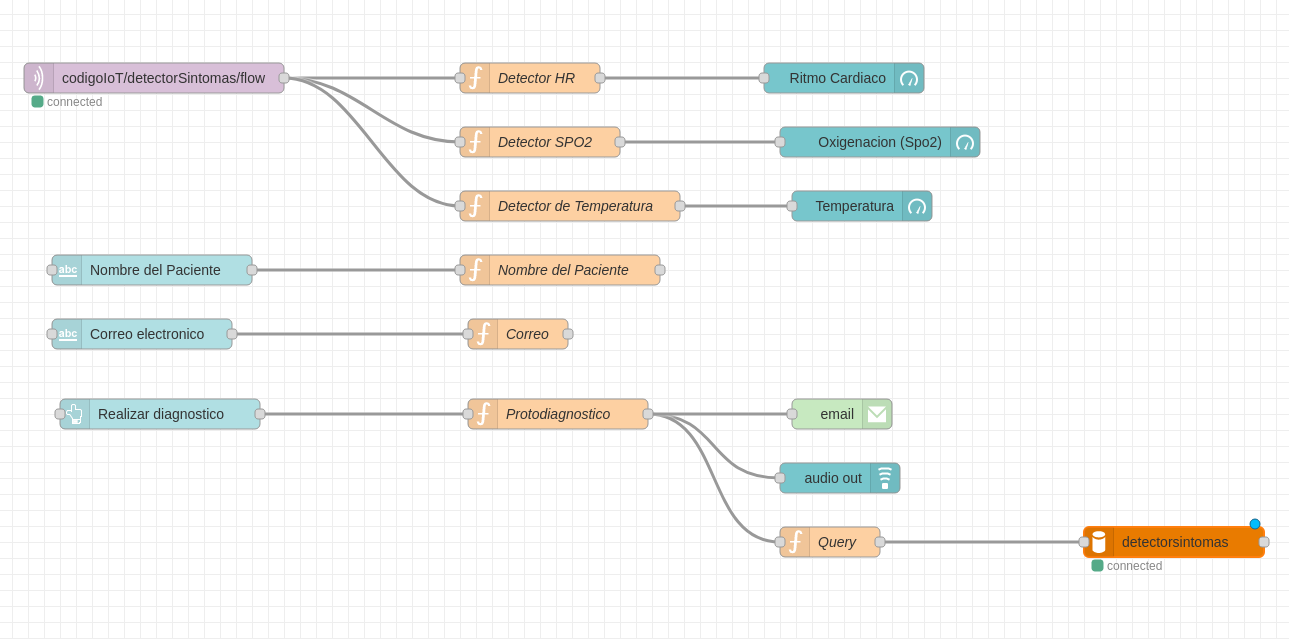 codigoIoT/detectorSintomas/flow
connected
Detector HR
Ritmo Cardiaco
Detector SPO2
Oxigenacion (Spo2)
Detector de Temperatura
Temperatura
abc
Nombre del Paciente
Nombre del Paciente
abc
Correo electronico
Correo
Realizar diagnostico
Protodiagnostico
email
audio out
Query
detectorsintomas
connected